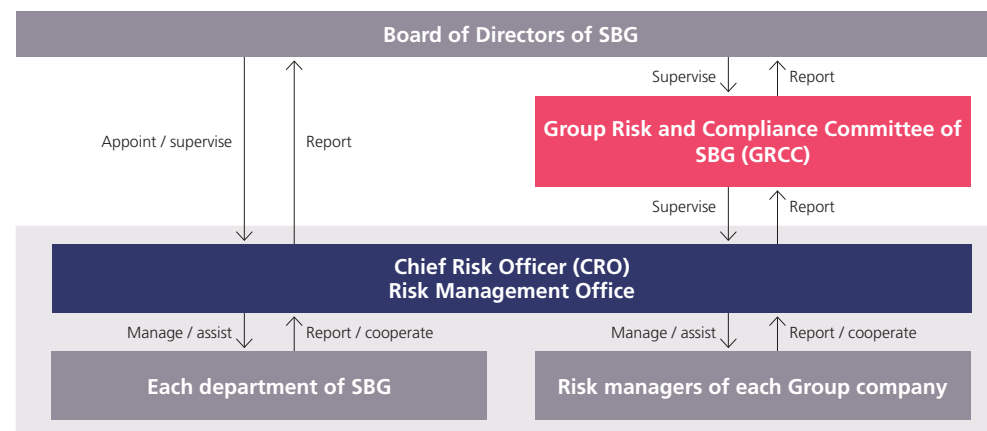 Board of Directors of SBG
Supervise
Report
Appoint / supervise
Report
Group Risk and Compliance Committee of
SBG (GRCC)
Supervise
Report
Chief Risk Officer (CRO)
Risk Management Office
Manage / assist
Report / cooperate
Manage / assist
Report / cooperate
Each department of SBG
Risk managers of each Group company